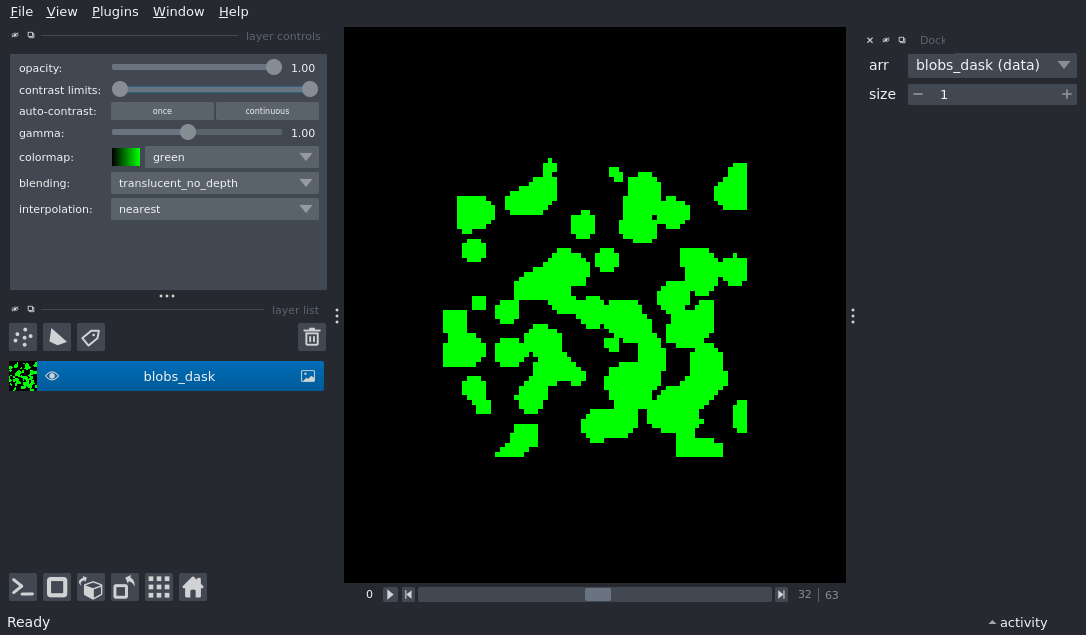 File View Plugins Window Help
layer controls
opacity: 1.00
contrast limits:
auto-contrast: once continuous
gamma: 1.00
colormap: green
blending: translucent_no_depth
interpolation: nearest
layer list
blobs_dask
0 32 63
Ready
Dock
arr blobs_dask (data)
size 1
activity